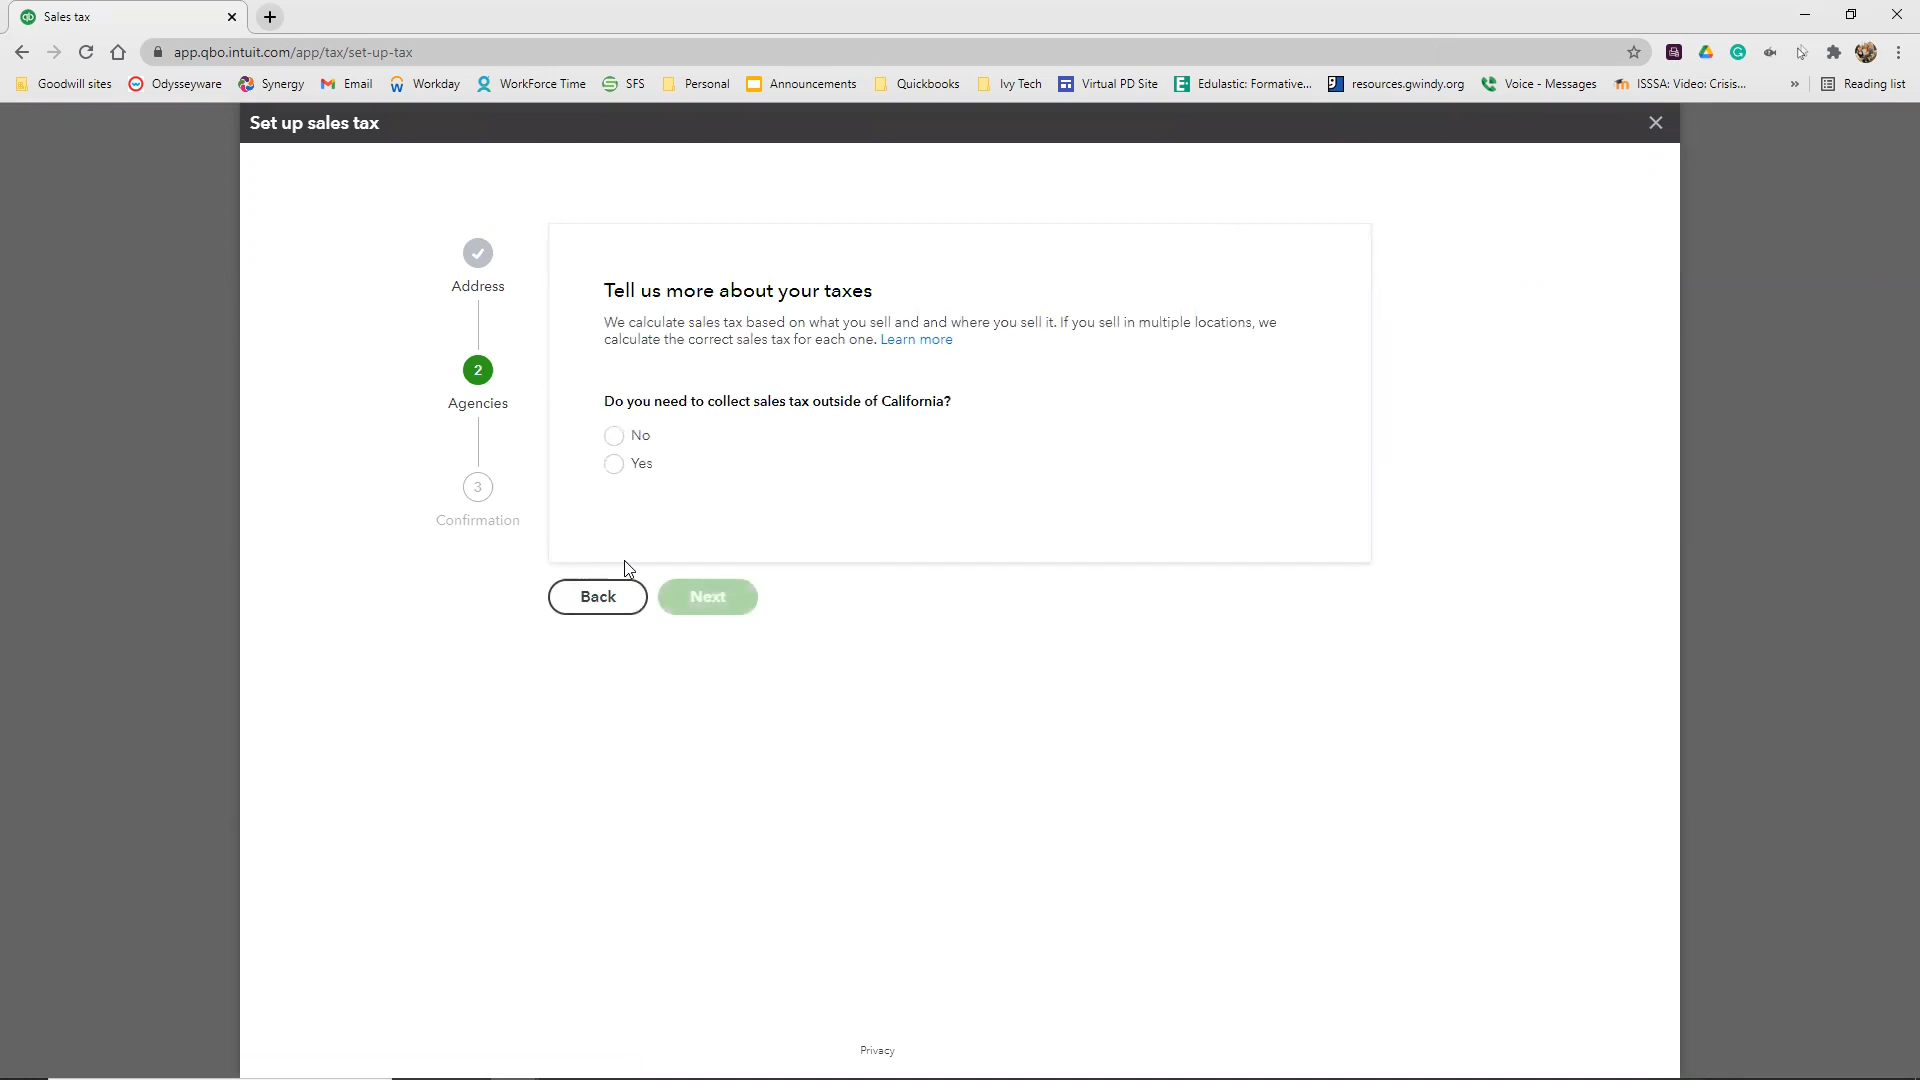 Sales tax
app.qbo.intuit.com/app/tax/set-up-tax
Goodwill sites Odysseyware Synergy Email Workday WorkForce Time SFS Personal Announcements Quickbooks Ivy Tech Virtual PD Site Edulastic: Formative... resources.gwindy.org Voice - Messages ISSSA: Video: Crisis... » Reading list
Set up sales tax
Address
2
Agencies
3
Confirmation
Tell us more about your taxes
We calculate sales tax based on what you sell and and where you sell it. If you sell in multiple locations, we
calculate the correct sales tax for each one. Learn more
Do you need to collect sales tax outside of California?
No
Yes
Back Next
Privacy